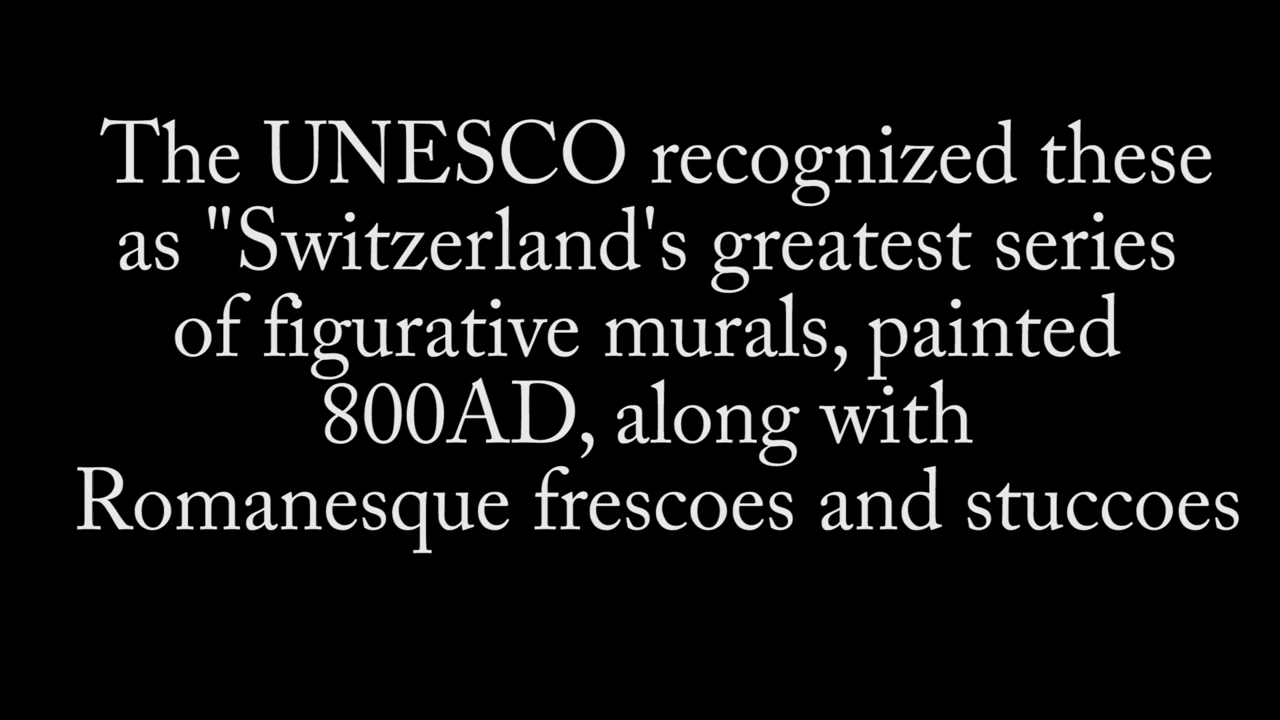 The UNESCO recognized these
as "Switzerland's greatest series
of figurative murals, painted
800AD, along with
Romanesque frescoes and stuccoes